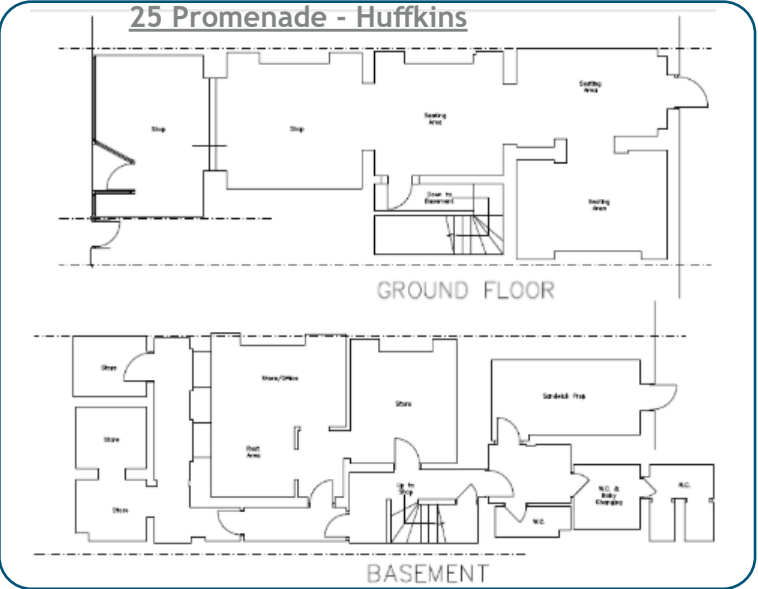 25 Promenade - Huffkins
Shop
Shop
Seating
Area
Seating
Area
Down to
Basement
Seating
Area
GROUND FLOOR
Store
Store/Office
Store
Sandwich Prep
Store
Rest
Area
Up to
Shop
W.C. &
Baby
Changing
W.C.
Store
W.C.
BASEMENT